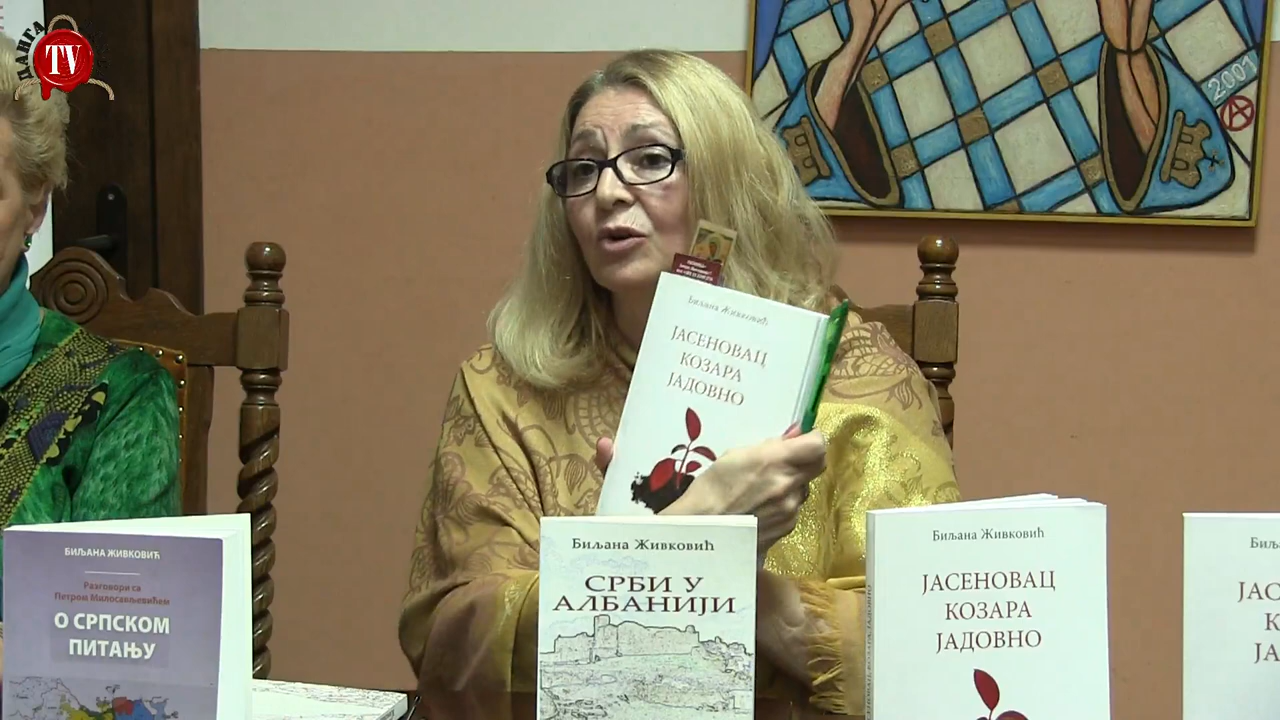 ДАНГА
TV
2001
Биљана Живковић
ЈАСЕНОВАЦ
КОЗАРА
ЈАДОВНО
БИЉАНА ЖИВКОВИЋ
Разговори са
Петром Милосављевићем
О СРПСКОМ
ПИТАЊУ
Биљана Живковић
СРБИ У
АЛБАНИЈИ
Биљана Живковић
ЈАСЕНОВАЦ
КОЗАРА
ЈАДОВНО